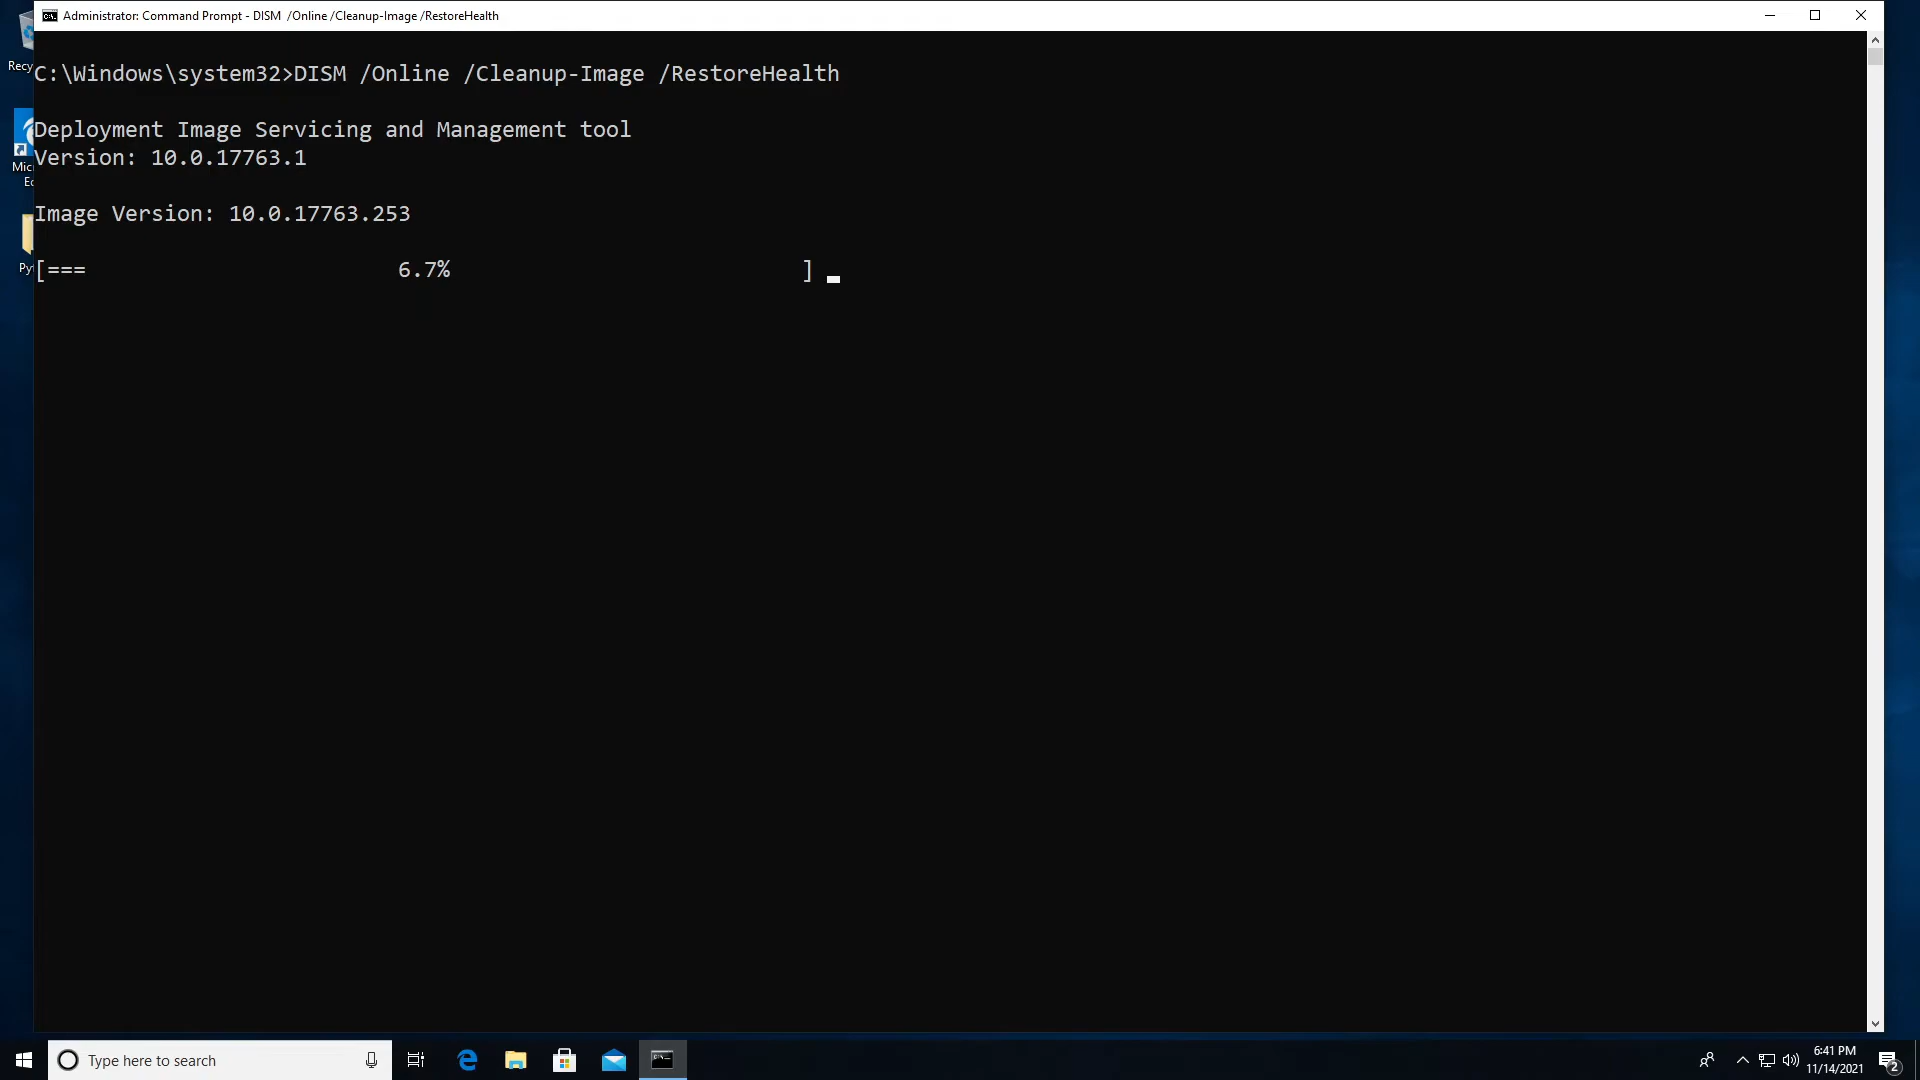 Administrator: Command Prompt - DISM /Online /Cleanup-Image /RestoreHealth
C:\Windows\system32>DISM /Online /Cleanup-Image /RestoreHealth
Deployment Image Servicing and Management tool
Version: 10.0.17763.1
Image Version: 10.0.17763.253
[===                        6.7%                           ]
Recy
Mic
Ec
Py
Type here to search
6:41 PM
11/14/2021
2